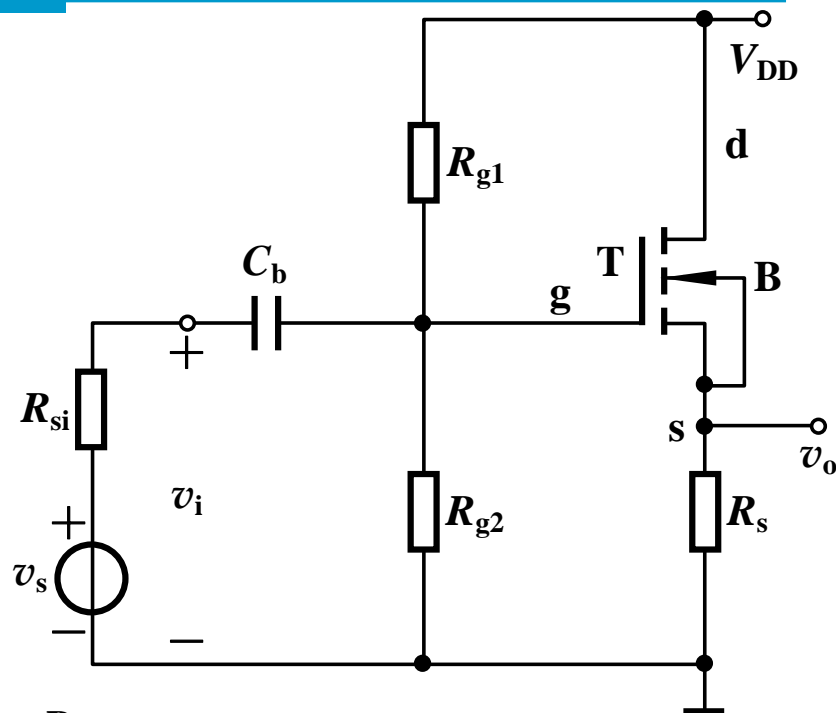 V_DD
d
R_g1
C_b
T
B
g
+
R_si
s
v_o
v_i
R_g2
R_s
+
v_s
−
−